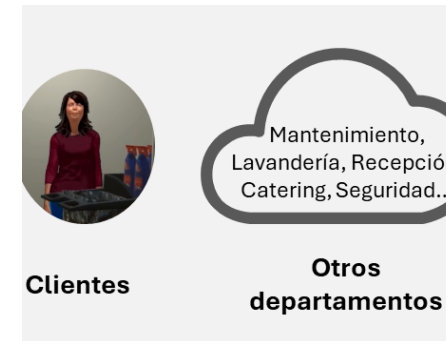 Mantenimiento,
Lavandería, Recepció
Catering, Seguridad..
Clientes
Otros
departamentos